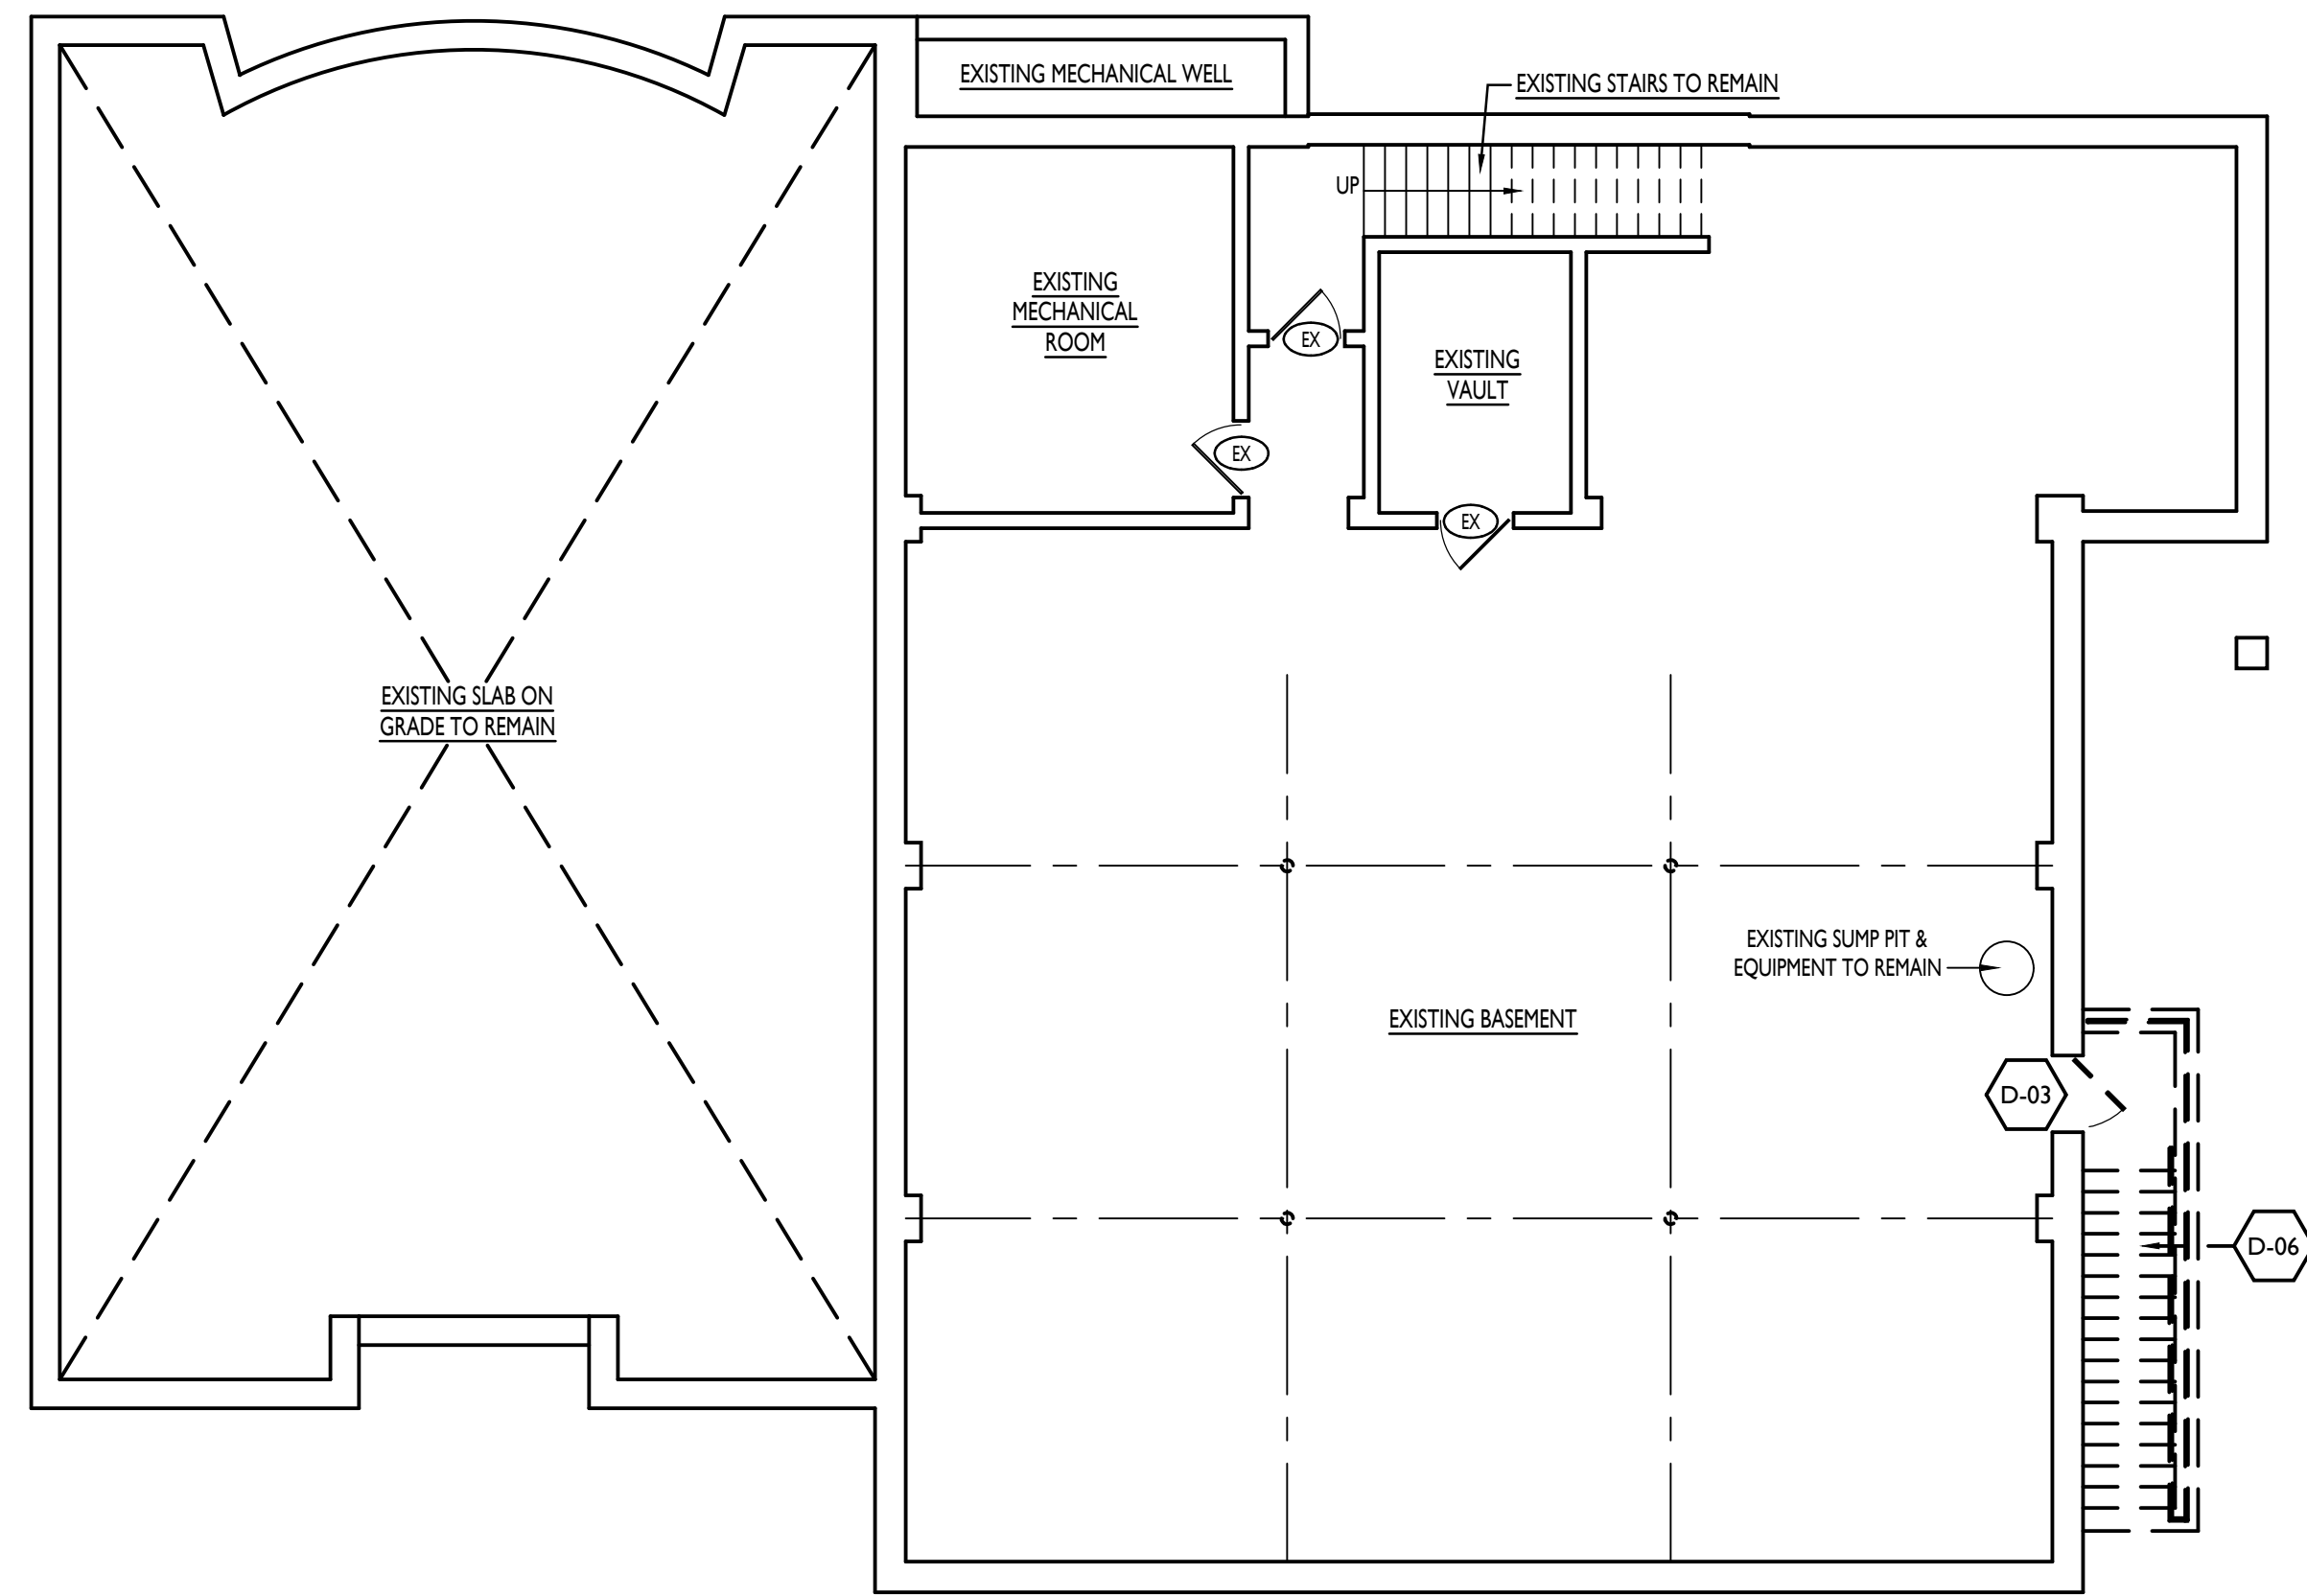 EXISTING MECHANICAL WELL
EXISTING STAIRS TO REMAIN
UP
EXISTING
MECHANICAL
ROOM
EX
EXISTING
VAULT
EX
EX
EXISTING SLAB ON
GRADE TO REMAIN
EXISTING SUMP PIT &
EQUIPMENT TO REMAIN
EXISTING BASEMENT
D-03
D-06